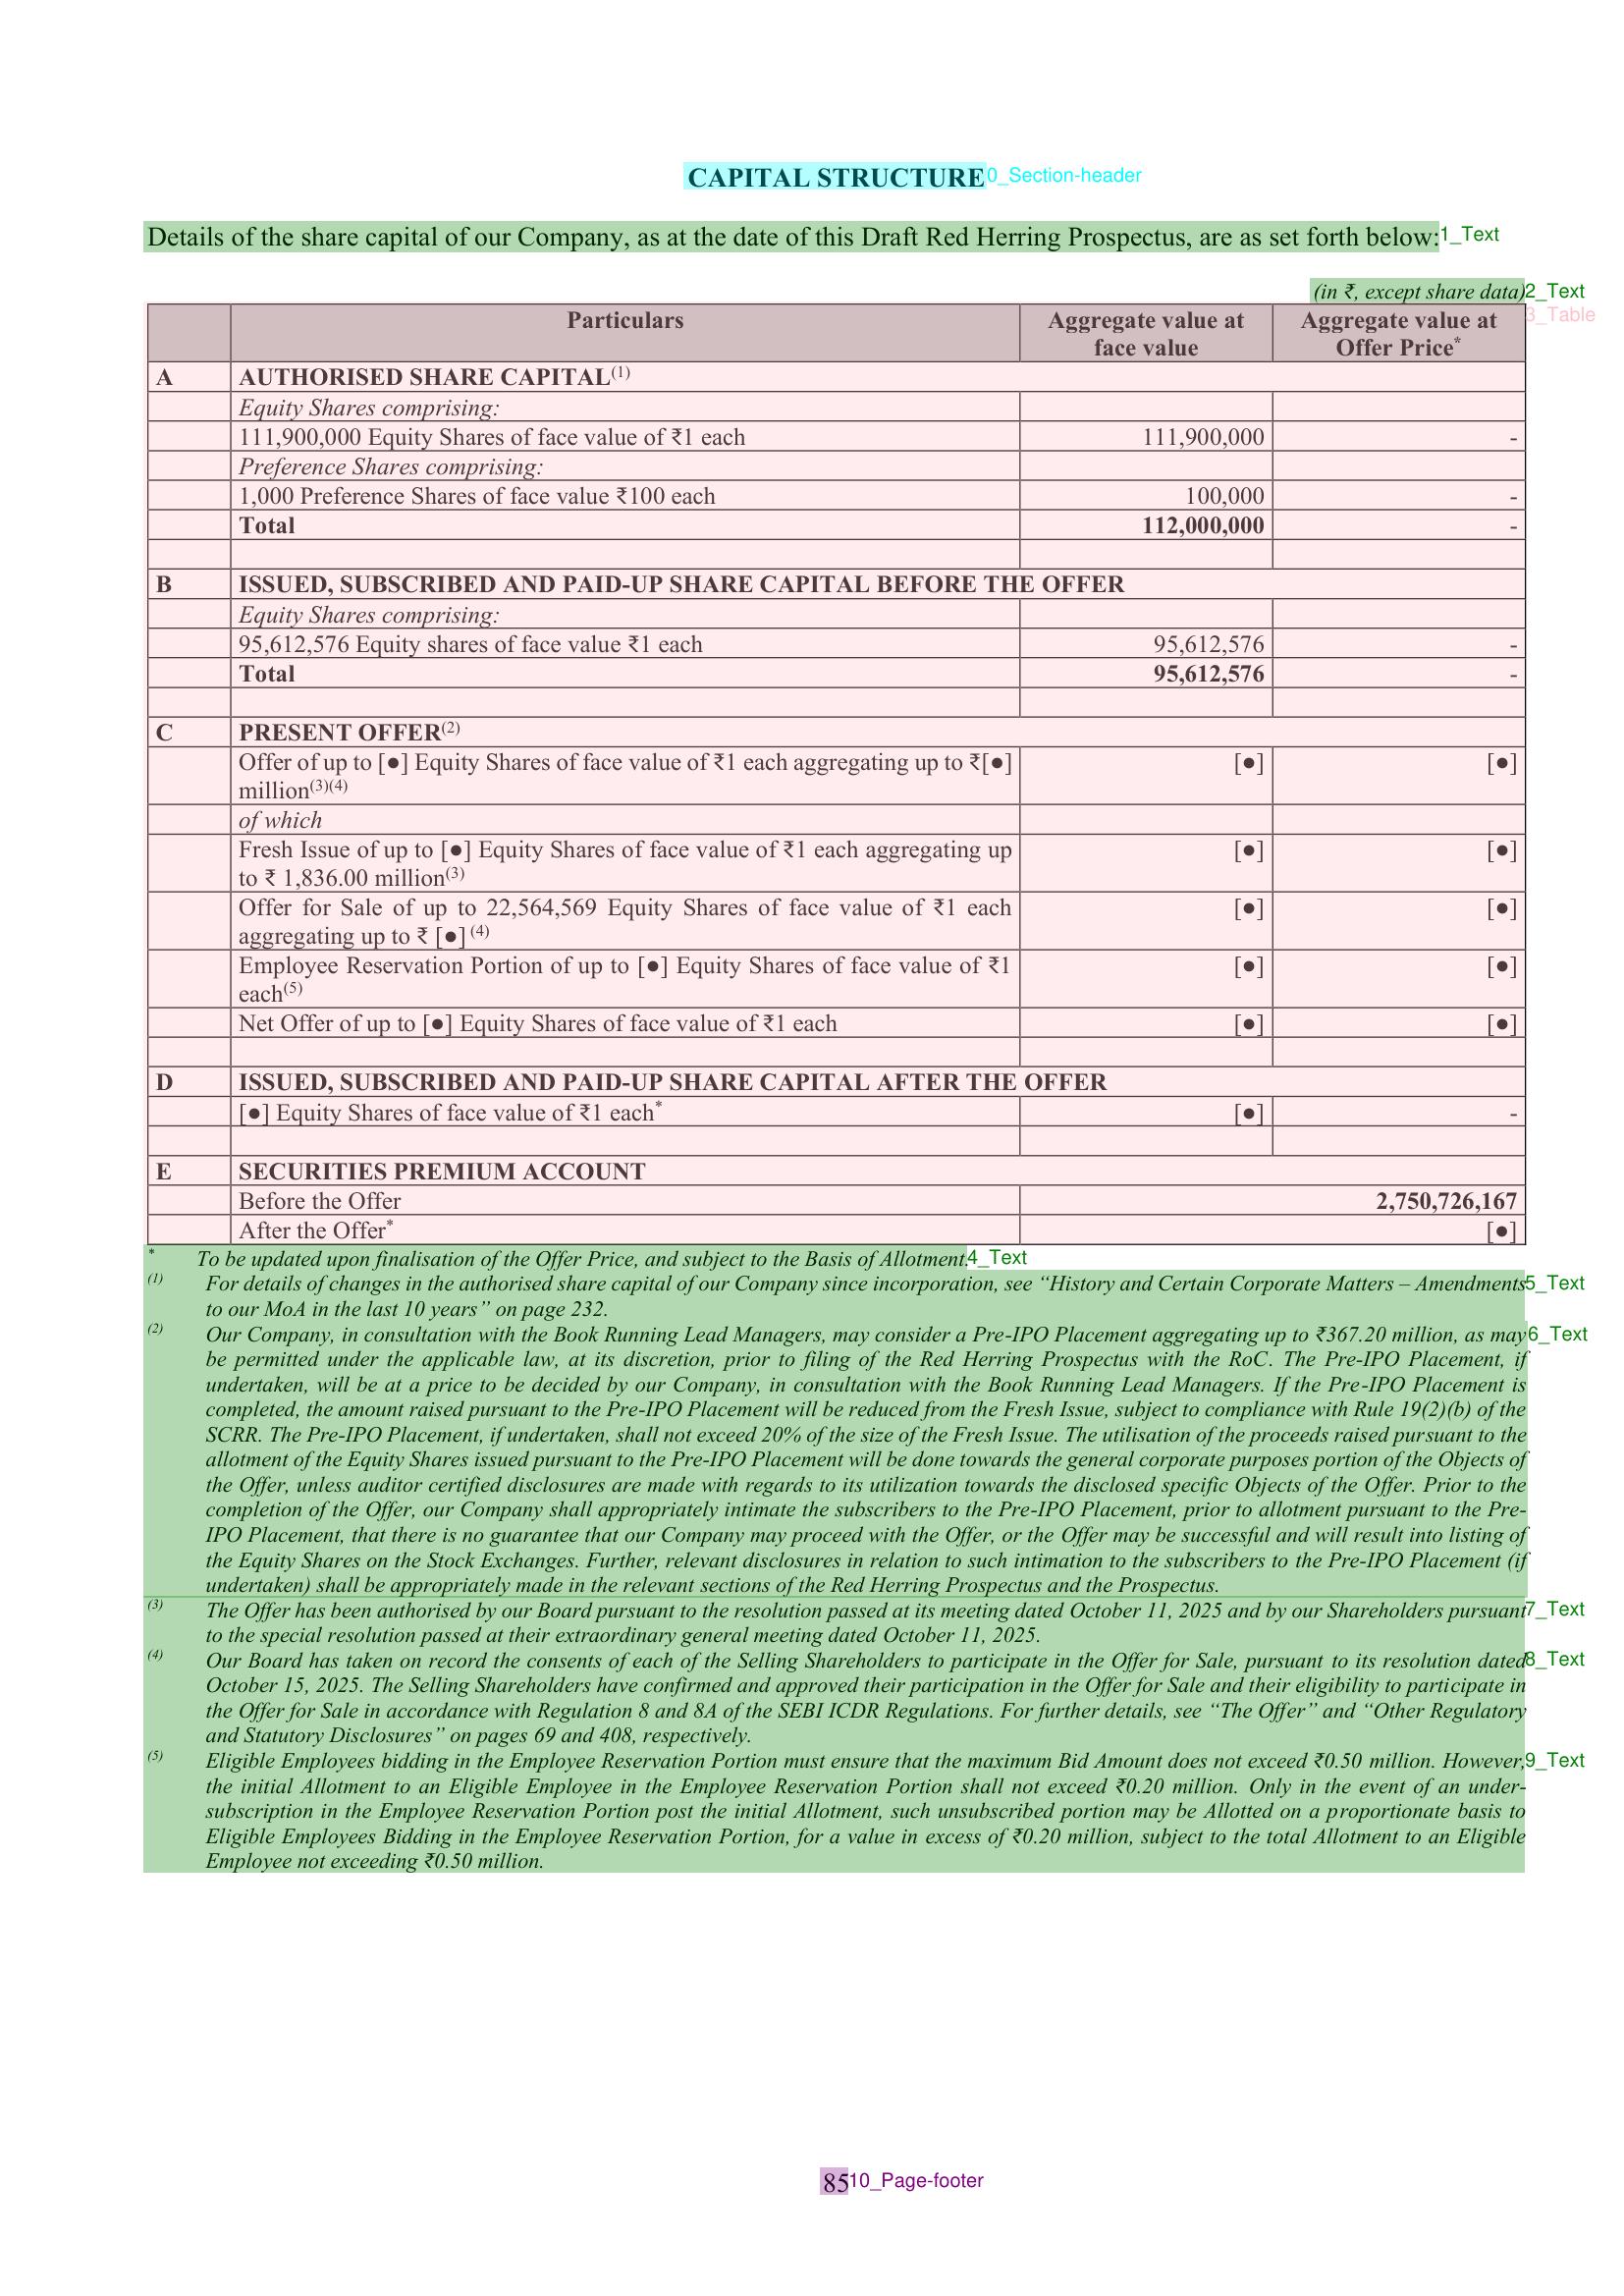 CAPITAL STRUCTURE0_Section-header
Details of the share capital of our Company, as at the date of this Draft Red Herring Prospectus, are as set forth below:1_Text
(in ₹, except share data)2_Text
3_Table
Particulars Aggregate value at face value Aggregate value at Offer Price*
A AUTHORISED SHARE CAPITAL(1)
Equity Shares comprising:
111,900,000 Equity Shares of face value of ₹1 each 111,900,000 -
Preference Shares comprising:
1,000 Preference Shares of face value ₹100 each 100,000 -
Total 112,000,000 -
B ISSUED, SUBSCRIBED AND PAID-UP SHARE CAPITAL BEFORE THE OFFER
Equity Shares comprising:
95,612,576 Equity shares of face value ₹1 each 95,612,576 -
Total 95,612,576 -
C PRESENT OFFER(2)
Offer of up to [●] Equity Shares of face value of ₹1 each aggregating up to ₹[●] [●] [●]
million(3)(4)
of which
Fresh Issue of up to [●] Equity Shares of face value of ₹1 each aggregating up [●] [●]
to ₹ 1,836.00 million(3)
Offer for Sale of up to 22,564,569 Equity Shares of face value of ₹1 each [●] [●]
aggregating up to ₹ [●] (4)
Employee Reservation Portion of up to [●] Equity Shares of face value of ₹1 [●] [●]
each(5)
Net Offer of up to [●] Equity Shares of face value of ₹1 each [●] [●]
D ISSUED, SUBSCRIBED AND PAID-UP SHARE CAPITAL AFTER THE OFFER
[●] Equity Shares of face value of ₹1 each* [●] -
E SECURITIES PREMIUM ACCOUNT
Before the Offer 2,750,726,167
After the Offer* [●]
* To be updated upon finalisation of the Offer Price, and subject to the Basis of Allotment.4_Text
(1) For details of changes in the authorised share capital of our Company since incorporation, see “History and Certain Corporate Matters – Amendments5_Text
to our MoA in the last 10 years” on page 232.
(2) Our Company, in consultation with the Book Running Lead Managers, may consider a Pre-IPO Placement aggregating up to ₹367.20 million, as may6_Text
be permitted under the applicable law, at its discretion, prior to filing of the Red Herring Prospectus with the RoC. The Pre-IPO Placement, if
undertaken, will be at a price to be decided by our Company, in consultation with the Book Running Lead Managers. If the Pre-IPO Placement is
completed, the amount raised pursuant to the Pre-IPO Placement will be reduced from the Fresh Issue, subject to compliance with Rule 19(2)(b) of the
SCRR. The Pre-IPO Placement, if undertaken, shall not exceed 20% of the size of the Fresh Issue. The utilisation of the proceeds raised pursuant to the
allotment of the Equity Shares issued pursuant to the Pre-IPO Placement will be done towards the general corporate purposes portion of the Objects of
the Offer, unless auditor certified disclosures are made with regards to its utilization towards the disclosed specific Objects of the Offer. Prior to the
completion of the Offer, our Company shall appropriately intimate the subscribers to the Pre-IPO Placement, prior to allotment pursuant to the Pre-
IPO Placement, that there is no guarantee that our Company may proceed with the Offer, or the Offer may be successful and will result into listing of
the Equity Shares on the Stock Exchanges. Further, relevant disclosures in relation to such intimation to the subscribers to the Pre-IPO Placement (if
undertaken) shall be appropriately made in the relevant sections of the Red Herring Prospectus and the Prospectus.
(3) The Offer has been authorised by our Board pursuant to the resolution passed at its meeting dated October 11, 2025 and by our Shareholders pursuant7_Text
to the special resolution passed at their extraordinary general meeting dated October 11, 2025.
(4) Our Board has taken on record the consents of each of the Selling Shareholders to participate in the Offer for Sale, pursuant to its resolution dated8_Text
October 15, 2025. The Selling Shareholders have confirmed and approved their participation in the Offer for Sale and their eligibility to participate in
the Offer for Sale in accordance with Regulation 8 and 8A of the SEBI ICDR Regulations. For further details, see “The Offer” and “Other Regulatory
and Statutory Disclosures” on pages 69 and 408, respectively.
(5) Eligible Employees bidding in the Employee Reservation Portion must ensure that the maximum Bid Amount does not exceed ₹0.50 million. However,9_Text
the initial Allotment to an Eligible Employee in the Employee Reservation Portion shall not exceed ₹0.20 million. Only in the event of an under-
subscription in the Employee Reservation Portion post the initial Allotment, such unsubscribed portion may be Allotted on a proportionate basis to
Eligible Employees Bidding in the Employee Reservation Portion, for a value in excess of ₹0.20 million, subject to the total Allotment to an Eligible
Employee not exceeding ₹0.50 million.
8510_Page-footer